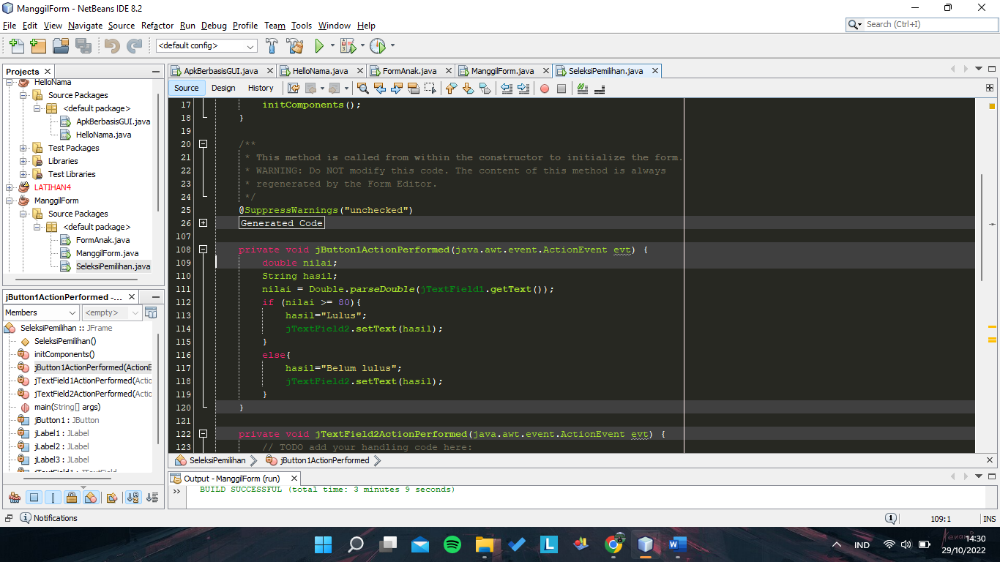 ManggilForm - NetBeans IDE 8.2
File Edit View Navigate Source Refactor Run Debug Profile Team Tools Window Help
Search (Ctrl+I)
<default config>
Projects
HelloNama
Source Packages
<default package>
ApkBerbasisGUI.java
HelloNama.java
Test Packages
Libraries
Test Libraries
LATIHAN4
ManggilForm
Source Packages
<default package>
FormAnak.java
ManggilForm.java
SeleksiPemilihan.java
jButton1ActionPerformed -...
Members
<empty>
SeleksiPemilihan :: JFrame
SeleksiPemilihan()
initComponents()
jButton1ActionPerformed(ActionE
jTextField1ActionPerformed(Actio
jTextField2ActionPerformed(Actio
main(String[] args)
jButton1 : JButton
jLabel1 : JLabel
jLabel2 : JLabel
jLabel3 : JLabel
jTextField1 : JTextField
ApkBerbasisGUI.java HelloNama.java FormAnak.java ManggilForm.java SeleksiPemilihan.java
Source Design History
17 initComponents();
18 }
19
20 /**
21 * This method is called from within the constructor to initialize the form.
22 * WARNING: Do NOT modify this code. The content of this method is always
23 * regenerated by the Form Editor.
24 */
25 @SuppressWarnings("unchecked")
26 Generated Code
107
108 private void jButton1ActionPerformed(java.awt.event.ActionEvent evt) {
109 double nilai;
110 String hasil;
111 nilai = Double.parseDouble(jTextField1.getText());
112 if (nilai >= 80){
113 hasil="Lulus";
114 jTextField2.setText(hasil);
115 }
116 else{
117 hasil="Belum lulus";
118 jTextField2.setText(hasil);
119 }
120 }
121
122 private void jTextField2ActionPerformed(java.awt.event.ActionEvent evt) {
123 // TODO add your handling code here:
SeleksiPemilihan jButton1ActionPerformed
Output - ManggilForm (run)
BUILD SUCCESSFUL (total time: 3 minutes 9 seconds)
Notifications
1
109:1
INS
IND
14:30
29/10/2022